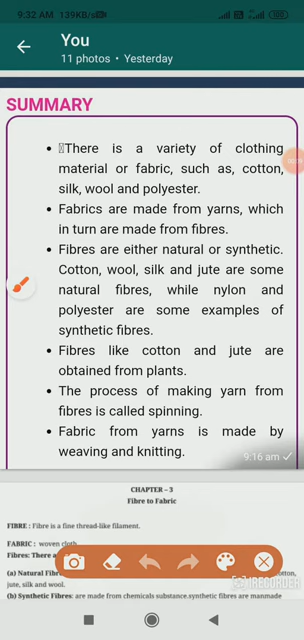 9:32 AM 139KB/s
100
You
11 photos • Yesterday
SUMMARY
• There is a variety of clothing
material or fabric, such as, cotton,
silk, wool and polyester.
• Fabrics are made from yarns, which
in turn are made from fibres.
• Fibres are either natural or synthetic.
Cotton, wool, silk and jute are some
natural fibres, while nylon and
polyester are some examples of
synthetic fibres.
• Fibres like cotton and jute are
obtained from plants.
• The process of making yarn from
fibres is called spinning.
• Fabric from yarns is made by
weaving and knitting.
9:16 am
CHAPTER – 3
Fibre to Fabric
FIBRE : Fibre is a fine thread-like filament.
FABRIC : woven cloth
Fibres: There a
(a) Natural Fibr
cotton,
jute, silk and wool.
(b) Synthetic Fibres: are made from chemicals substance,synthetic fibres are manmade
RECORDER